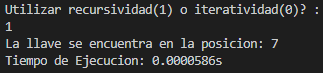 Utilizar recursividad(1) o iteratividad(0)? :
1
La llave se encuentra en la posicion: 7
Tiempo de Ejecucion: 0.0000586s